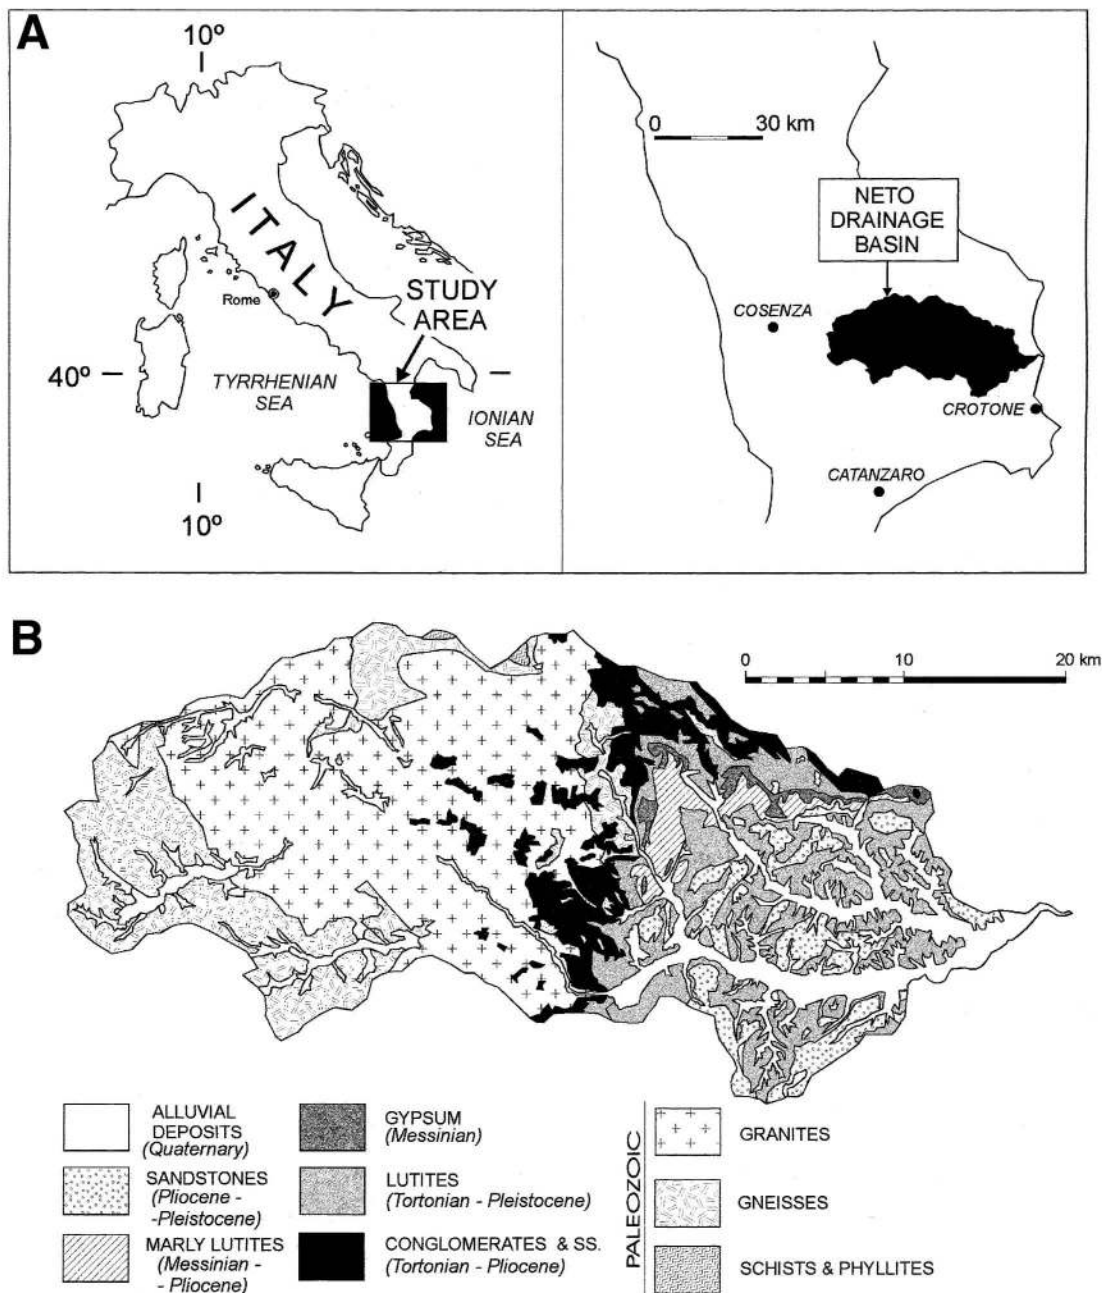 A
10º
ITALY
Rome
STUDY
AREA
40º
TYRRHENIAN
SEA
IONIAN
SEA
10º
0 30 km
NETO
DRAINAGE
BASIN
COSENZA
CROTONE
CATANZARO
B
0 10 20 km
ALLUVIAL
DEPOSITS
(Quaternary)
SANDSTONES
(Pliocene -
-Pleistocene)
MARLY LUTITES
(Messinian -
- Pliocene)
GYPSUM
(Messinian)
LUTITES
(Tortonian - Pleistocene)
CONGLOMERATES & SS.
(Tortonian - Pliocene)
PALEOZOIC
GRANITES
GNEISSES
SCHISTS & PHYLLITES